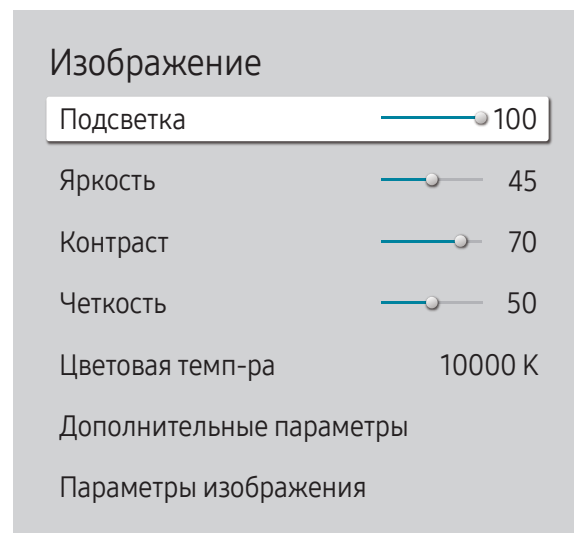 Изображение
Подсветка 100
Яркость 45
Контраст 70
Четкость 50
Цветовая темп-ра 10000 K
Дополнительные параметры
Параметры изображения